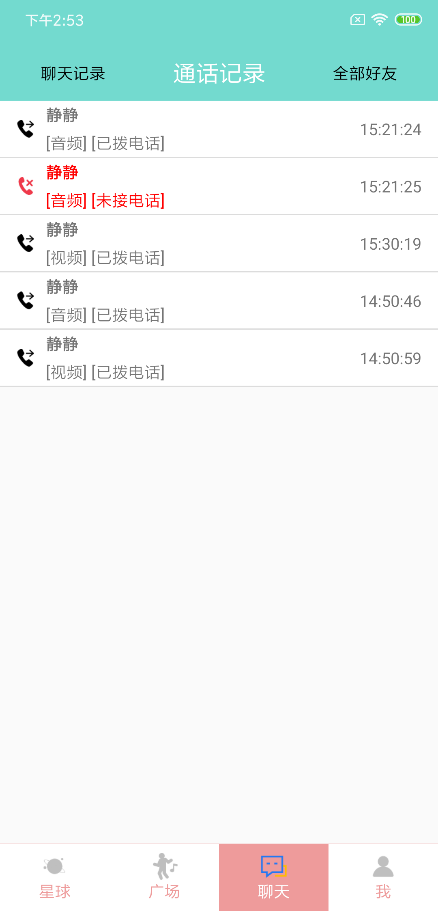 下午2:53
100
聊天记录 通话记录 全部好友
静静
[音频] [已拨电话] 15:21:24
静静
[音频] [未接电话] 15:21:25
静静
[视频] [已拨电话] 15:30:19
静静
[音频] [已拨电话] 14:50:46
静静
[视频] [已拨电话] 14:50:59
星球 广场 聊天 我